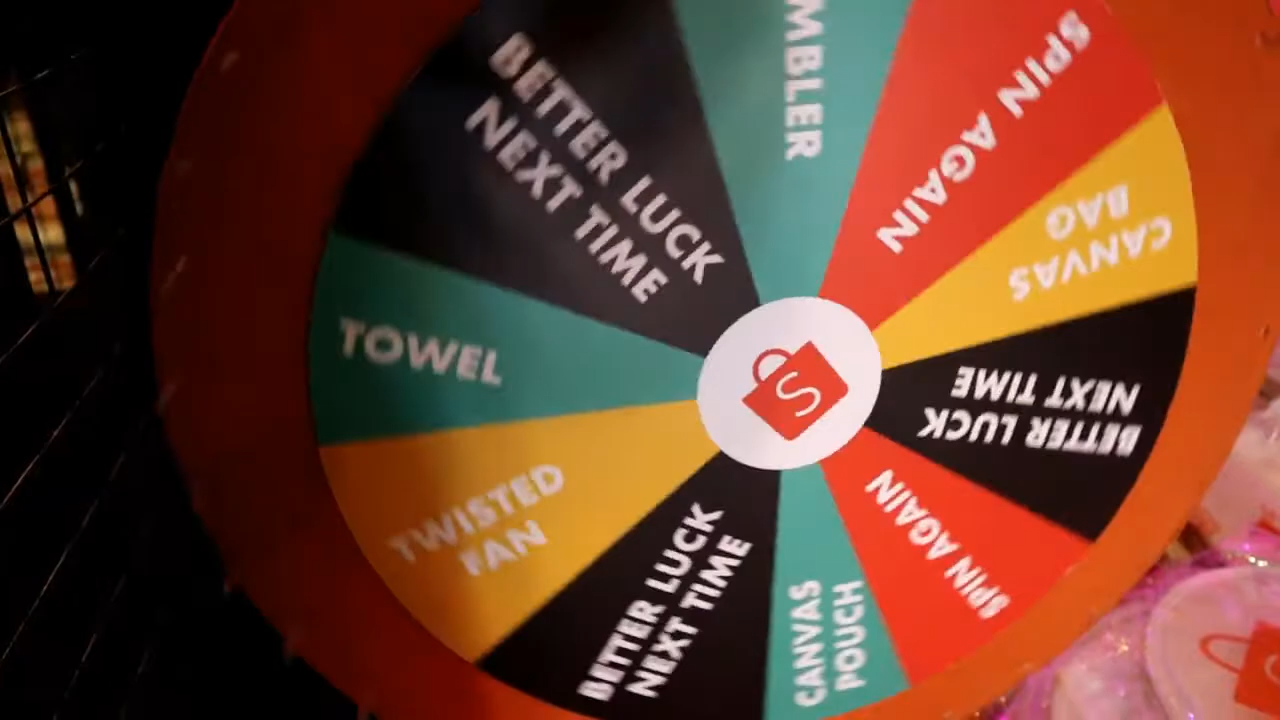 BETTER LUCK
NEXT TIME
MBLER
SPIN AGAIN
CANVAS
BAG
BETTER LUCK
NEXT TIME
SPIN AGAIN
CANVAS
POUCH
BETTER LUCK
NEXT TIME
TWISTED
FAN
TOWEL
S